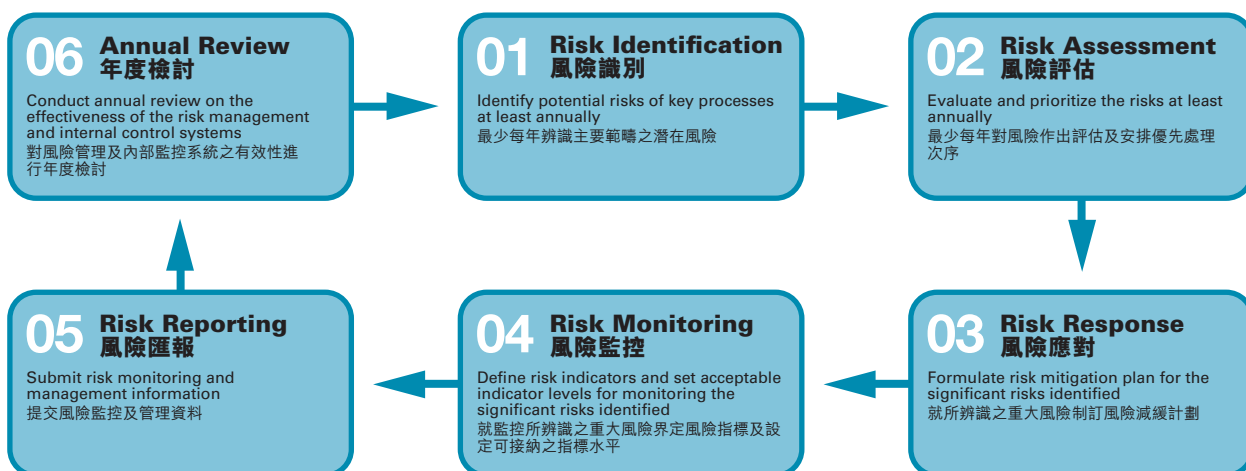 06 Annual Review
年度檢討
Conduct annual review on the
effectiveness of the risk management
and internal control systems
對風險管理及內部監控系統之有效性進
行年度檢討
01 Risk Identification
風險識別
Identify potential risks of key processes
at least annually
最少每年辨識主要範疇之潛在風險
02 Risk Assessment
風險評估
Evaluate and prioritize the risks at least
annually
最少每年對風險作出評估及安排優先處理
次序
05 Risk Reporting
風險匯報
Submit risk monitoring and
management information
提交風險監控及管理資料
04 Risk Monitoring
風險監控
Define risk indicators and set acceptable
indicator levels for monitoring the
significant risks identified
就監控所辨識之重大風險界定風險指標及設
定可接納之指標水平
03 Risk Response
風險應對
Formulate risk mitigation plan for the
significant risks identified
就所辨識之重大風險制訂風險減緩計劃